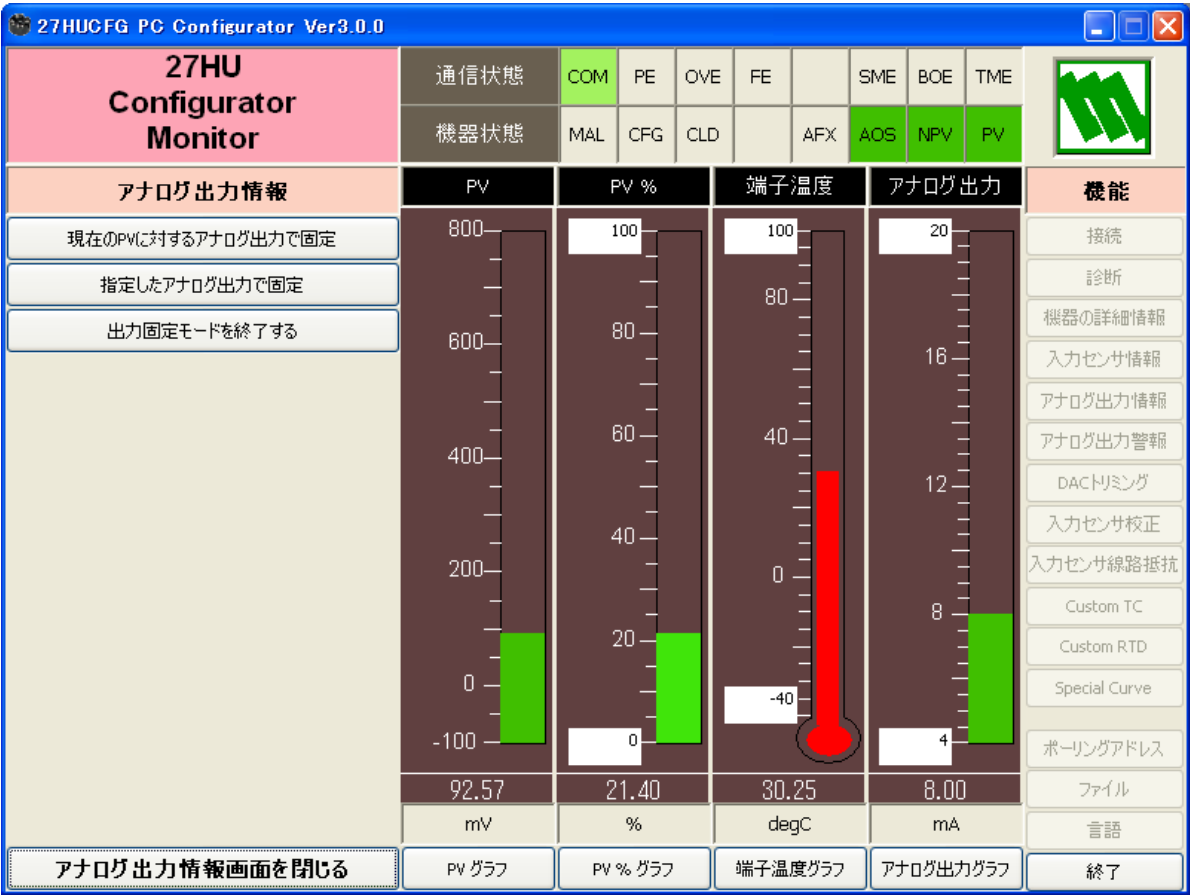 27HUCFG PC Configurator Ver3.0.0
27HU
Configurator
Monitor
通信状態 COM PE OVE FE SME BOE TME
機器状態 MAL CFG CLD AFX AOS NPV PV
アナログ出力情報
現在のPVに対するアナログ出力で固定
指定したアナログ出力で固定
出力固定モードを終了する
アナログ出力情報画面を閉じる
PV
800
600
400
200
0
-100
92.57
mV
PV グラフ
PV %
100
80
60
40
20
0
21.40
%
PV % グラフ
端子温度
100
80
40
0
-40
30.25
degC
端子温度グラフ
アナログ出力
20
16
12
8
4
8.00
mA
アナログ出力グラフ
機能
接続
診断
機器の詳細情報
入力センサ情報
アナログ出力情報
アナログ出力警報
DACトリミング
入力センサ校正
入力センサ線路抵抗
Custom TC
Custom RTD
Special Curve
ポーリングアドレス
ファイル
言語
終了